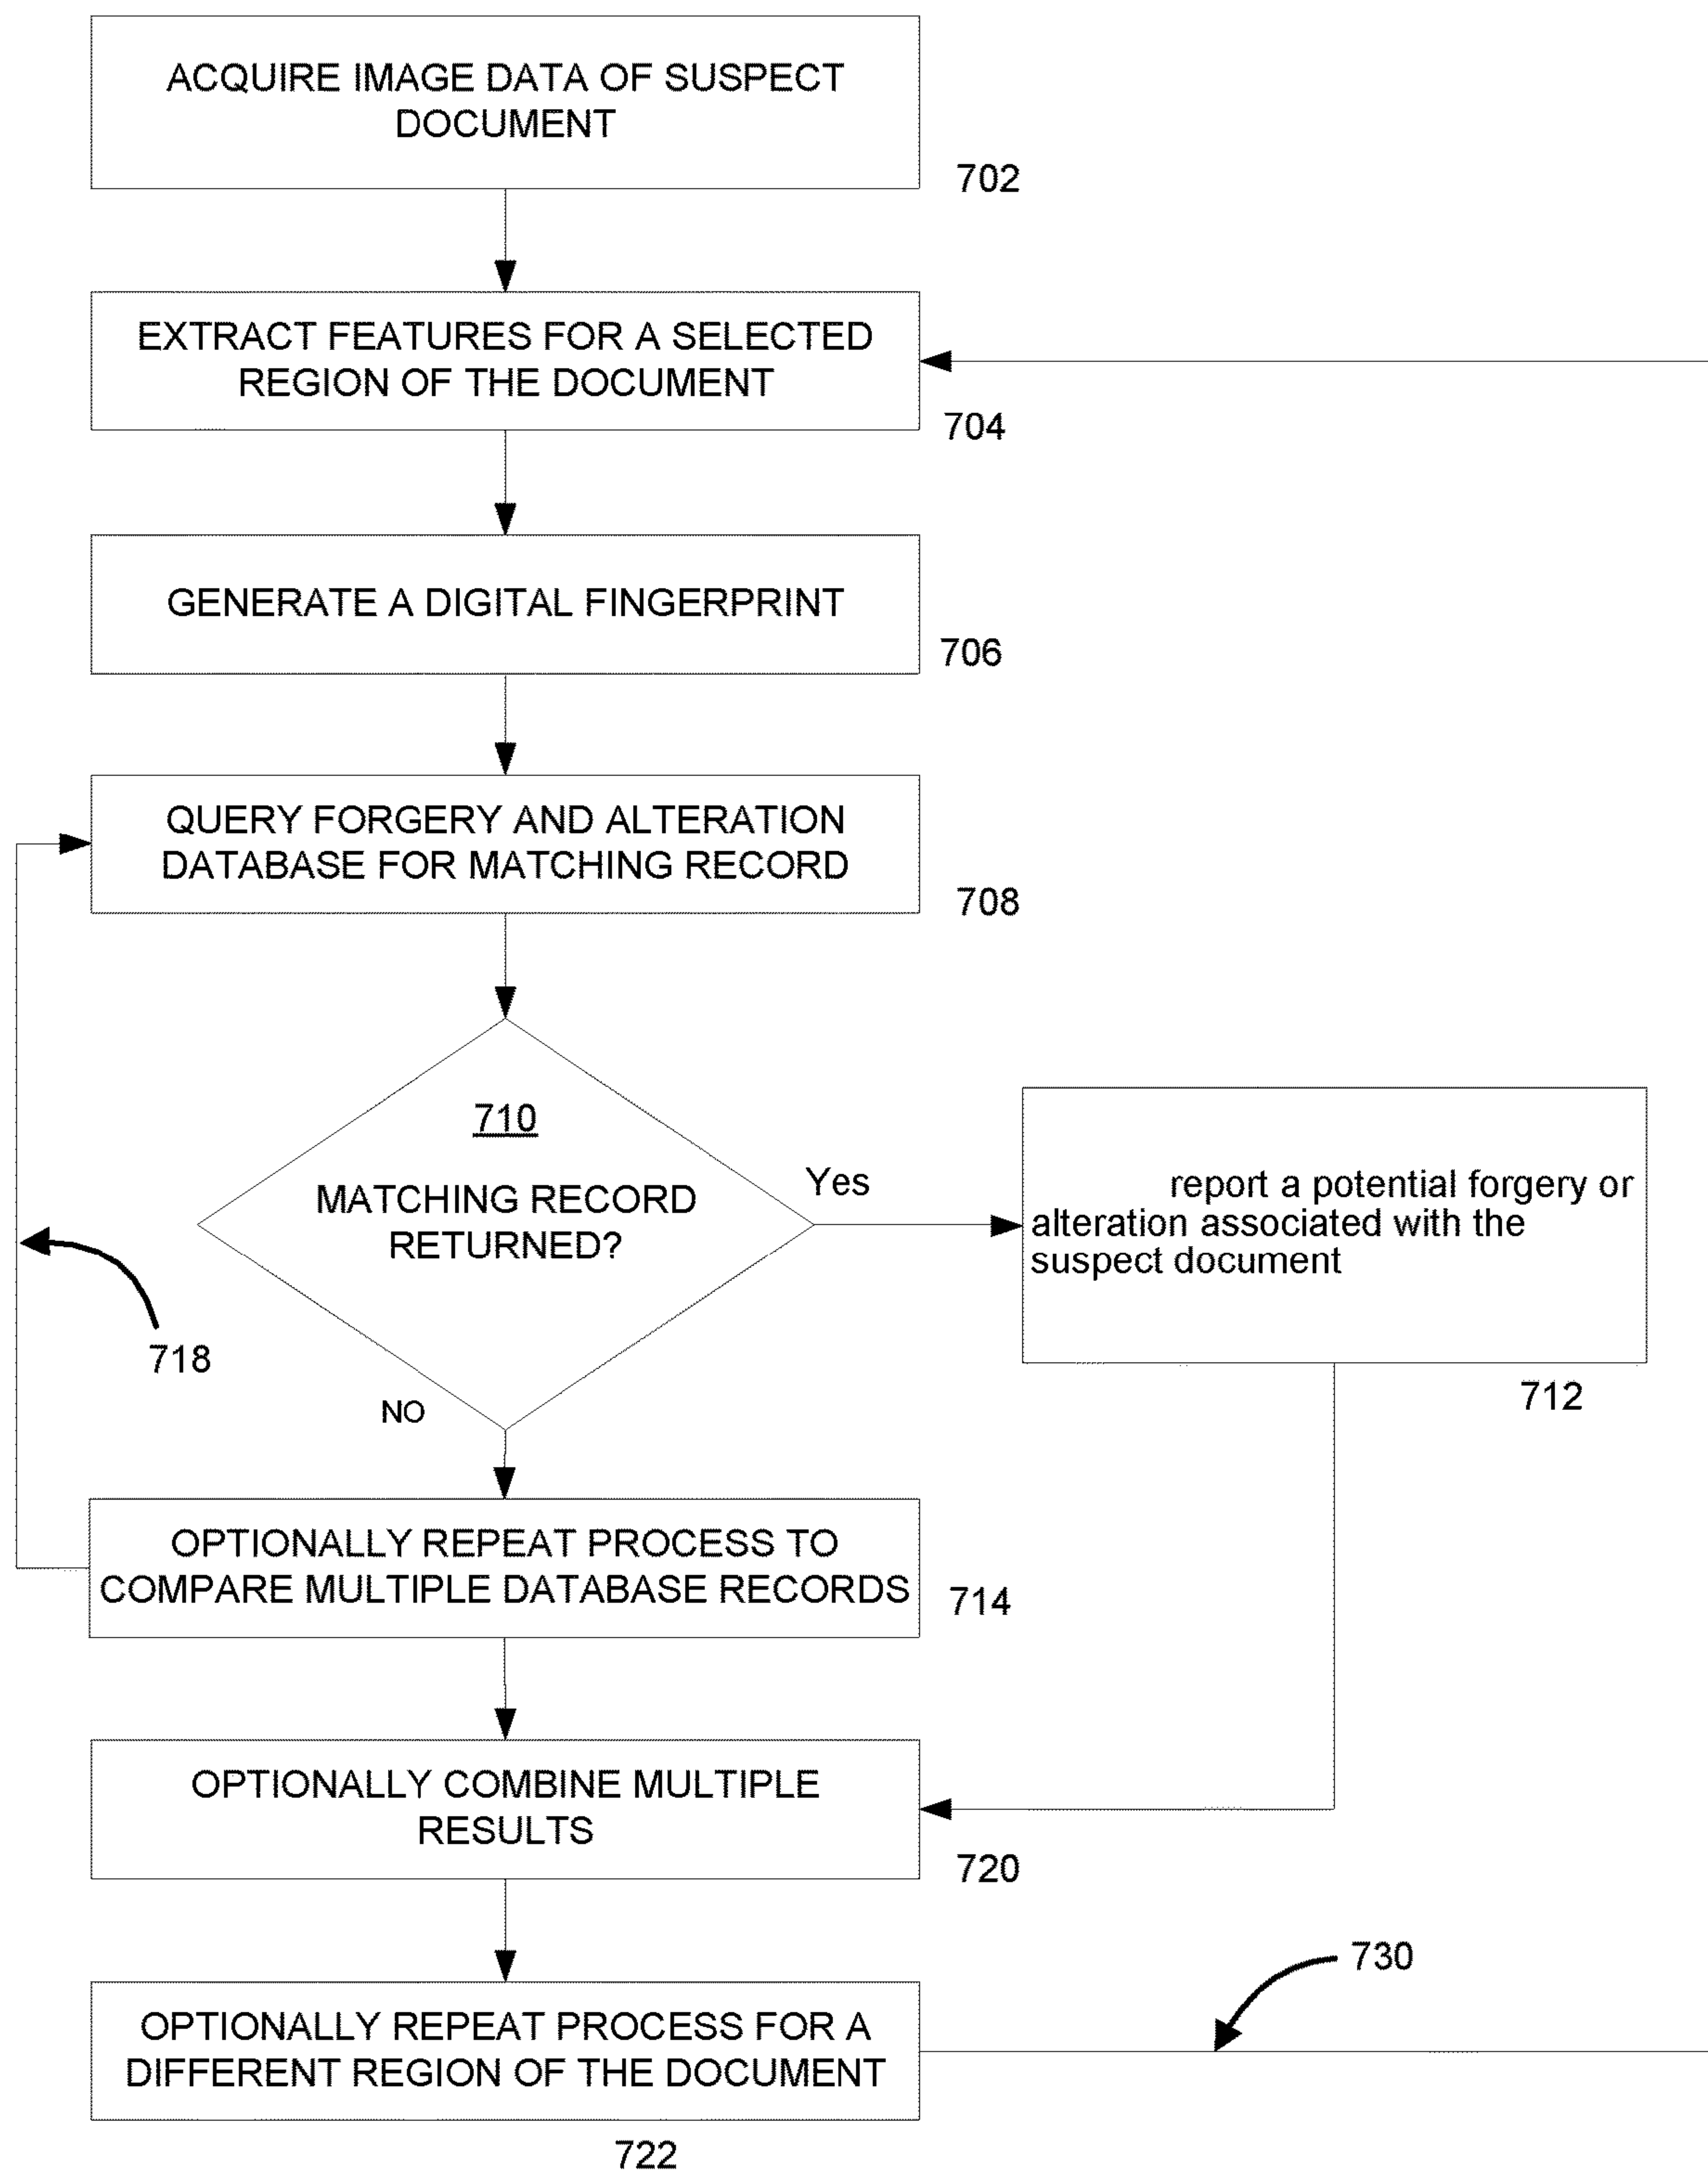 ACQUIRE IMAGE DATA OF SUSPECT
DOCUMENT
702
EXTRACT FEATURES FOR A SELECTED
REGION OF THE DOCUMENT
704
GENERATE A DIGITAL FINGERPRINT
706
QUERY FORGERY AND ALTERATION
DATABASE FOR MATCHING RECORD
708
710
MATCHING RECORD
RETURNED?
Yes
report a potential forgery or
alteration associated with the
suspect document
712
718
NO
OPTIONALLY REPEAT PROCESS TO
COMPARE MULTIPLE DATABASE RECORDS
714
OPTIONALLY COMBINE MULTIPLE
RESULTS
720
730
OPTIONALLY REPEAT PROCESS FOR A
DIFFERENT REGION OF THE DOCUMENT
722